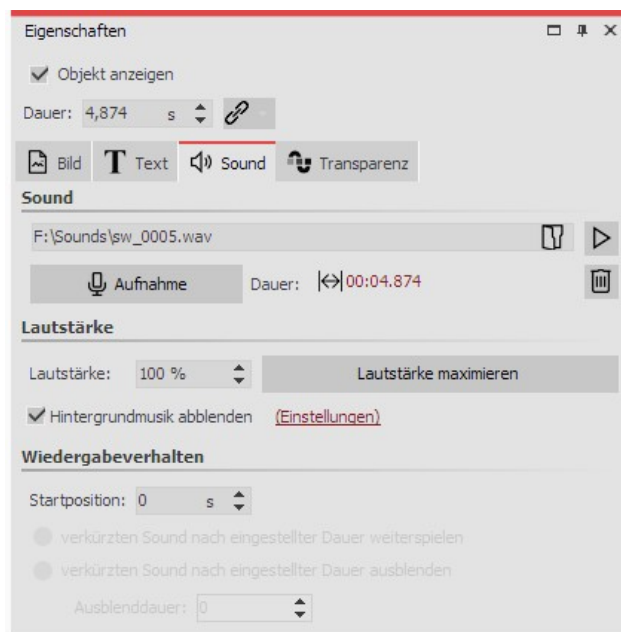 Eigenschaften
Objekt anzeigen
Dauer: 4,874 s
Bild T Text Sound Transparenz
Sound
F:\Sounds\sw_0005.wav
Aufnahme Dauer: 00:04.874
Lautstärke
Lautstärke: 100 % Lautstärke maximieren
Hintergrundmusik abblenden (Einstellungen)
Wiedergabeverhalten
Startposition: 0 s
verkürzten Sound nach eingestellter Dauer weiterspielen
verkürzten Sound nach eingestellter Dauer ausblenden
Ausblenddauer: 0